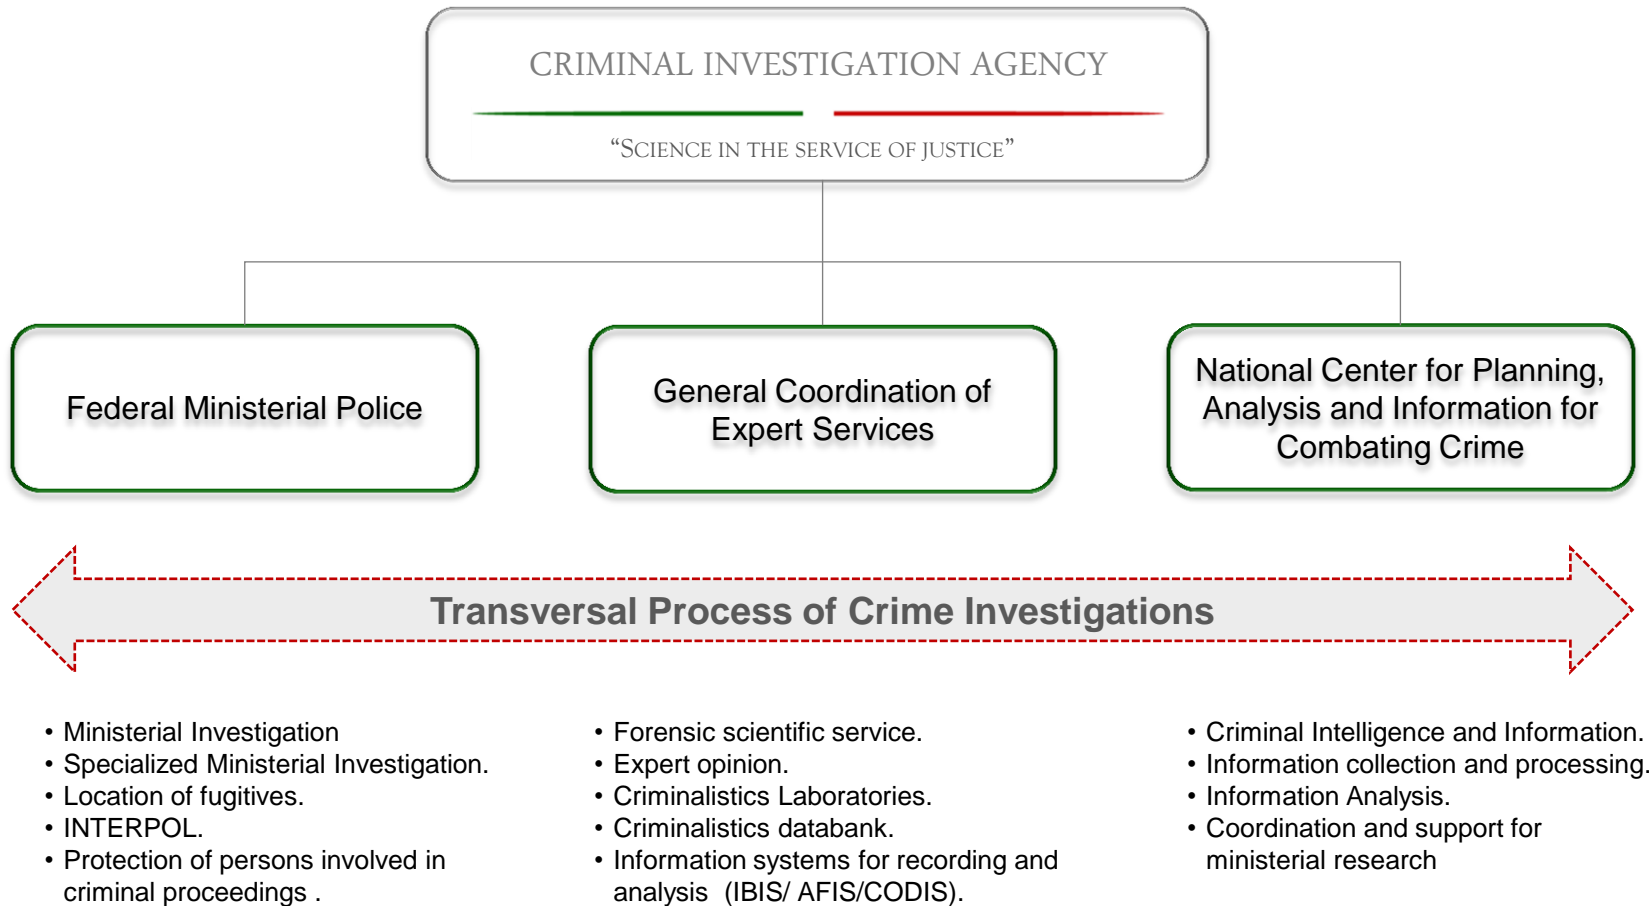 CRIMINAL INVESTIGATION AGENCY
“SCIENCE IN THE SERVICE OF JUSTICE”
Federal Ministerial Police
General Coordination of
Expert Services
National Center for Planning,
Analysis and Information for
Combating Crime
Transversal Process of Crime Investigations
• Ministerial Investigation
• Specialized Ministerial Investigation.
• Location of fugitives.
• INTERPOL.
• Protection of persons involved in
criminal proceedings .
• Forensic scientific service.
• Expert opinion.
• Criminalistics Laboratories.
• Criminalistics databank.
• Information systems for recording and
analysis (IBIS/ AFIS/CODIS).
• Criminal Intelligence and Information.
• Information collection and processing.
• Information Analysis.
• Coordination and support for
ministerial research